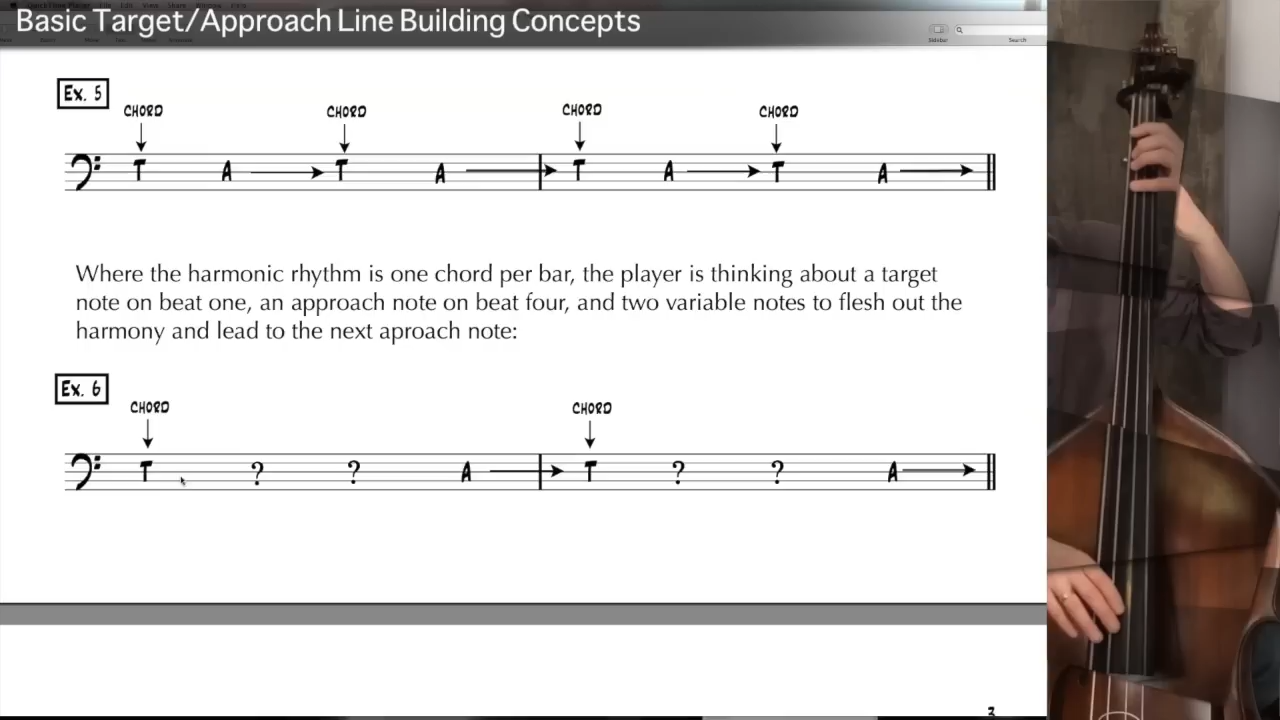 Basic Target/Approach Line Building Concepts
Sidebar
Search
Ex. 5
CHORD CHORD CHORD CHORD
T A T A T A T A
Where the harmonic rhythm is one chord per bar, the player is thinking about a target
note on beat one, an approach note on beat four, and two variable notes to flesh out the
harmony and lead to the next aproach note:
Ex. 6
CHORD CHORD
T ? ? A T ? ? A
3